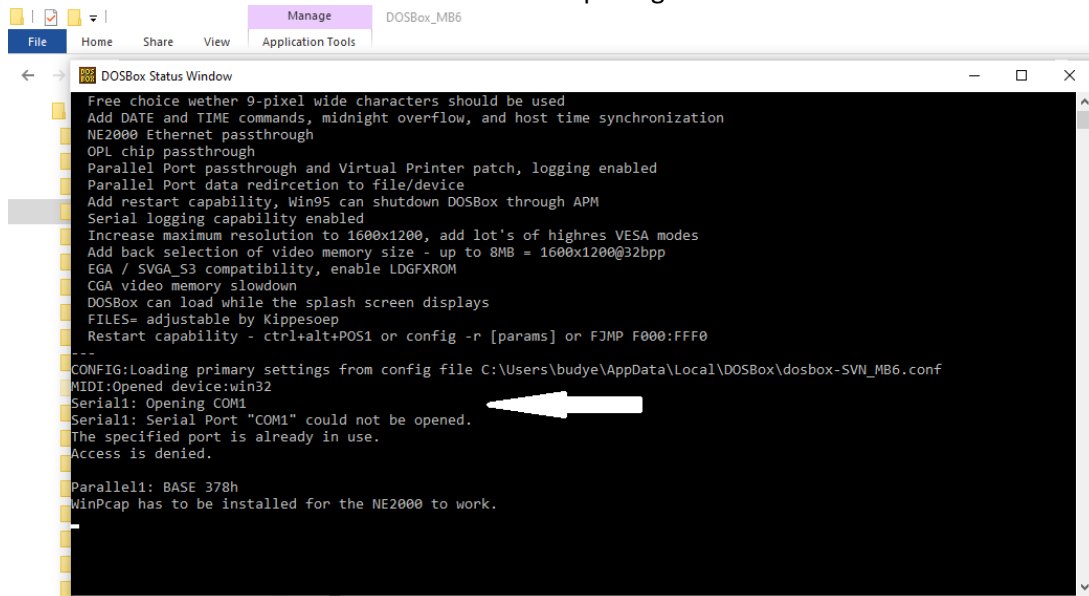 Manage
DOSBox_MB6
File
Home
Share
View
Application Tools
DOSBox Status Window
Free choice wether 9-pixel wide characters should be used
Add DATE and TIME commands, midnight overflow, and host time synchronization
NE2000 Ethernet passthrough
OPL chip passthrough
Parallel Port passthrough and Virtual Printer patch, logging enabled
Parallel Port data redircetion to file/device
Add restart capability, Win95 can shutdown DOSBox through APM
Serial logging capability enabled
Increase maximum resolution to 1600x1200, add lot's of highres VESA modes
Add back selection of video memory size - up to 8MB = 1600x1200@32bpp
EGA / SVGA_S3 compatibility, enable LDGFXROM
CGA video memory slowdown
DOSBox can load while the splash screen displays
FILES= adjustable by Kippesoep
Restart capability - ctrl+alt+POS1 or config -r [params] or FJMP F000:FFF0
---
CONFIG:Loading primary settings from config file C:\Users\budye\AppData\Local\DOSBox\dosbox-SVN_MB6.conf
MIDI:Opened device:win32
Serial1: Opening COM1
Serial1: Serial Port "COM1" could not be opened.
The specified port is already in use.
Access is denied.
Parallel1: BASE 378h
WinPcap has to be installed for the NE2000 to work.